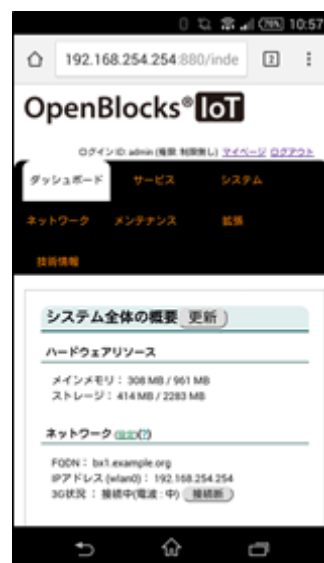 79% 10:57
192.168.254.254:880/inde 2
OpenBlocks® IoT
ログインID: admin (権限: 制限無し) マイページ ログアウト
ダッシュボード サービス システム
ネットワーク メンテナンス 拡張
技術情報
システム全体の概要 更新
ハードウェアリソース
メインメモリ： 308 MB / 961 MB
ストレージ： 414 MB / 2283 MB
ネットワーク (設定)(?)
FQDN： bx1.example.org
IPアドレス (wlan0)： 192.168.254.254
3G状況： 接続中(電波：中) 接続断